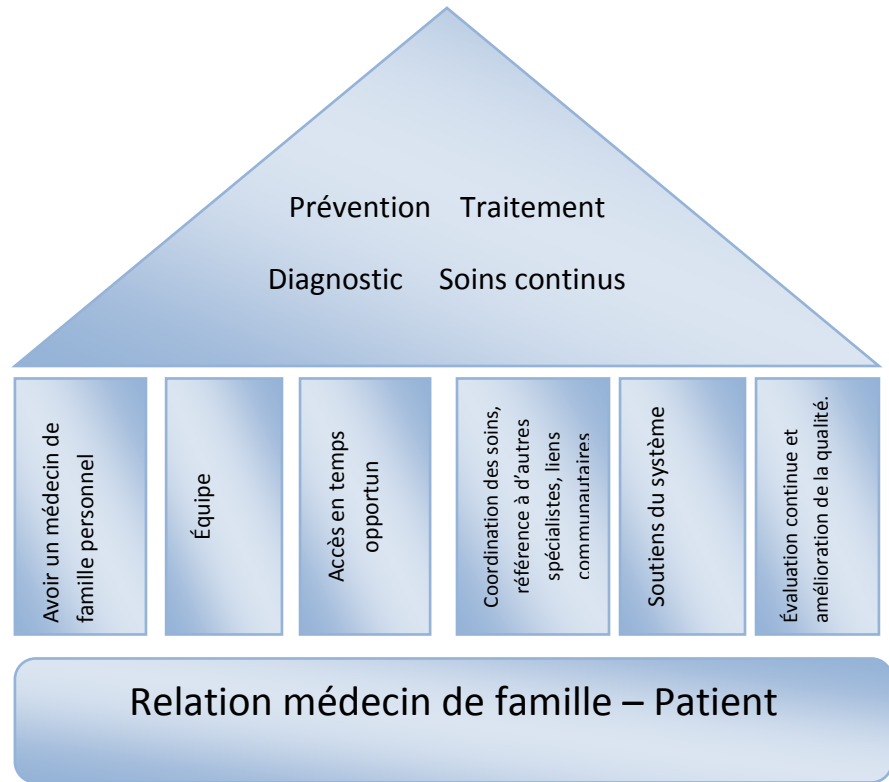 Prévention Traitement
Diagnostic Soins continus
Avoir un médecin de
famille personnel
Équipe
Accès en temps
opportun
Coordination des soins,
référence à d'autres
spécialistes, liens
communautaires
Soutiens du système
Évaluation continue et
amélioration de la qualité.
Relation médecin de famille – Patient